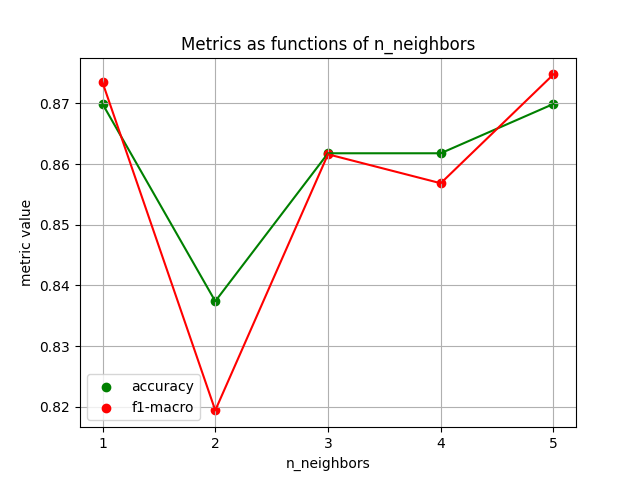 Metrics as functions of n_neighbors
metric value
0.87
0.86
0.85
0.84
0.83
0.82
accuracy
f1-macro
1 2 3 4 5
n_neighbors